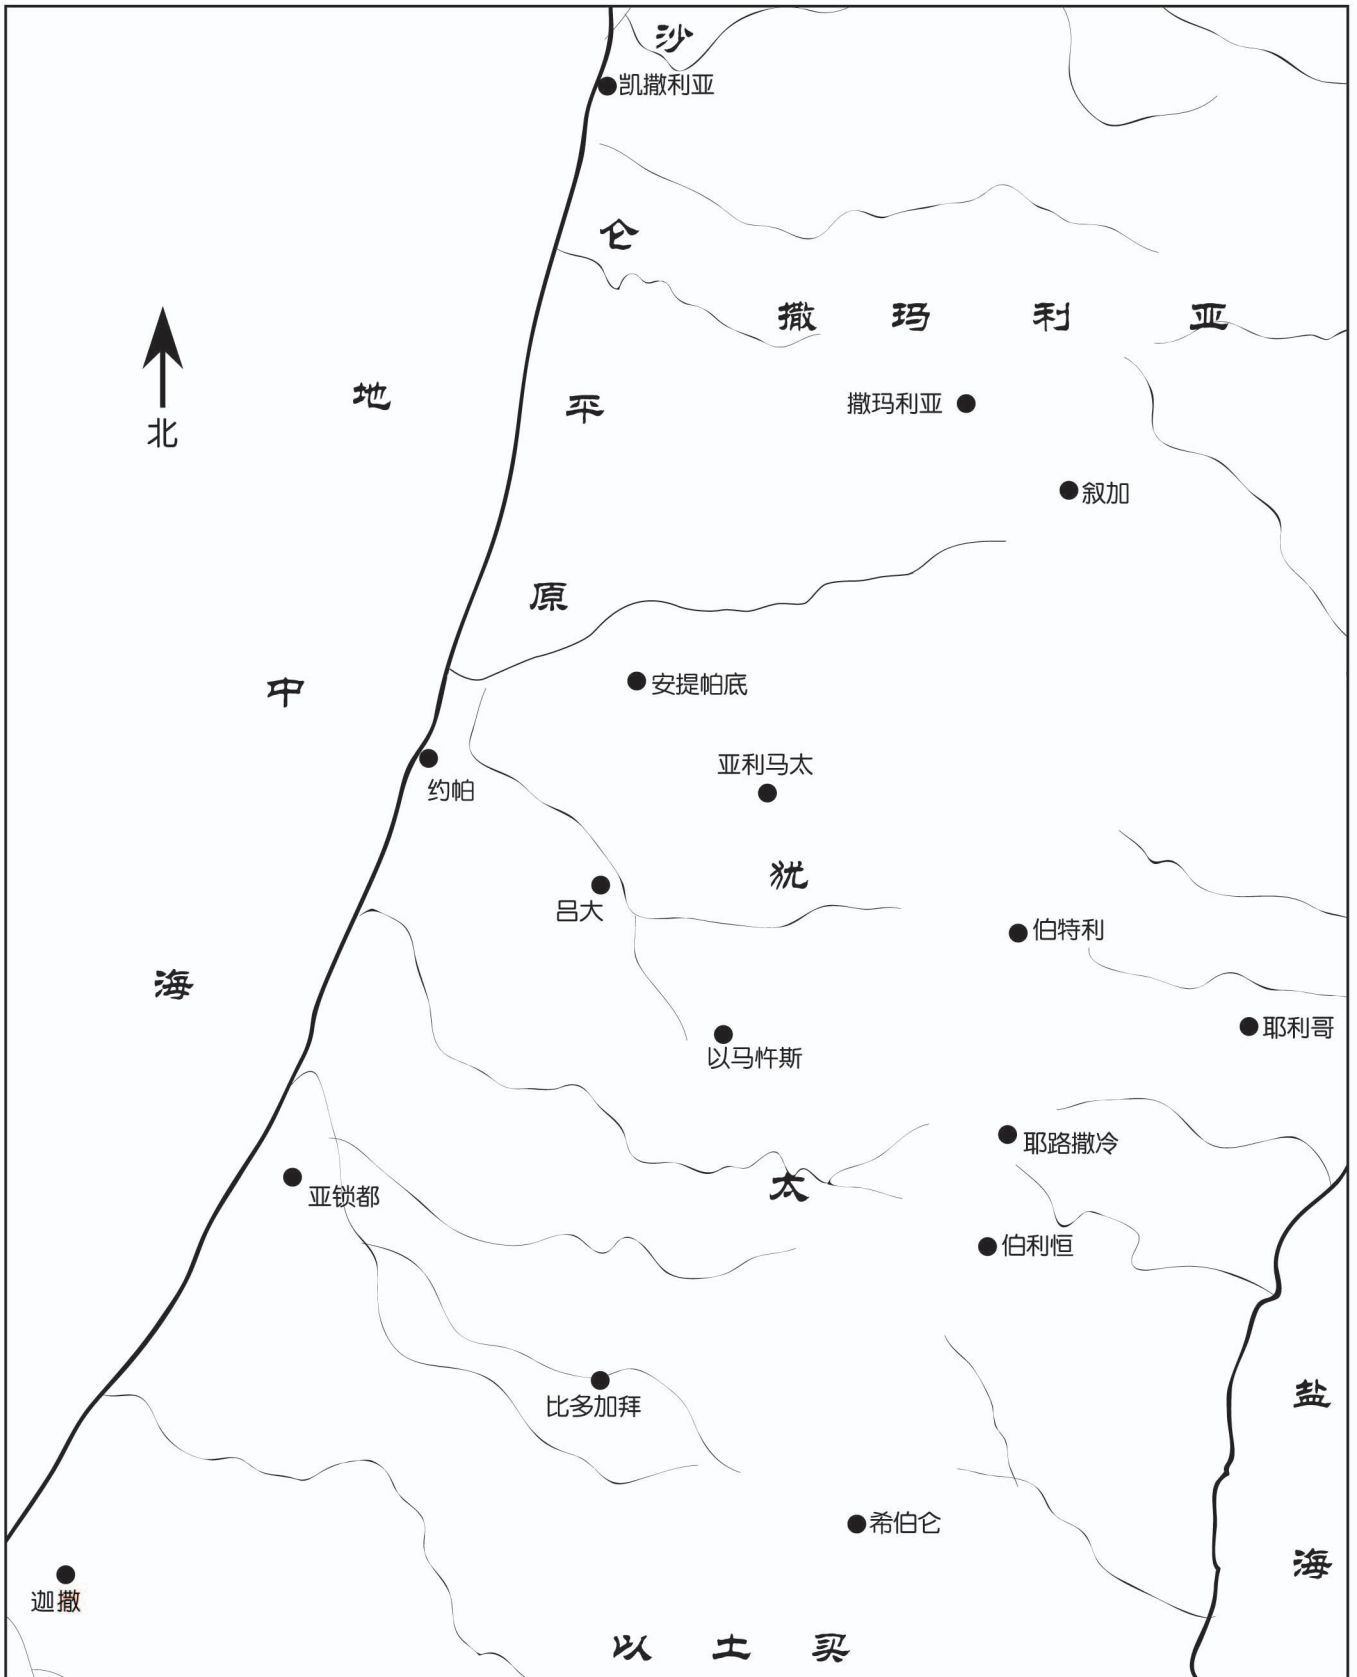 沙仑平原
凯撒利亚
撒玛利亚
北
地中海
撒玛利亚
叙加
安提帕底
亚利马太
约帕
犹太
吕大
伯特利
耶利哥
以马忤斯
耶路撒冷
亚锁都
伯利恒
盐海
比多加拜
希伯仑
迦撒
以土买